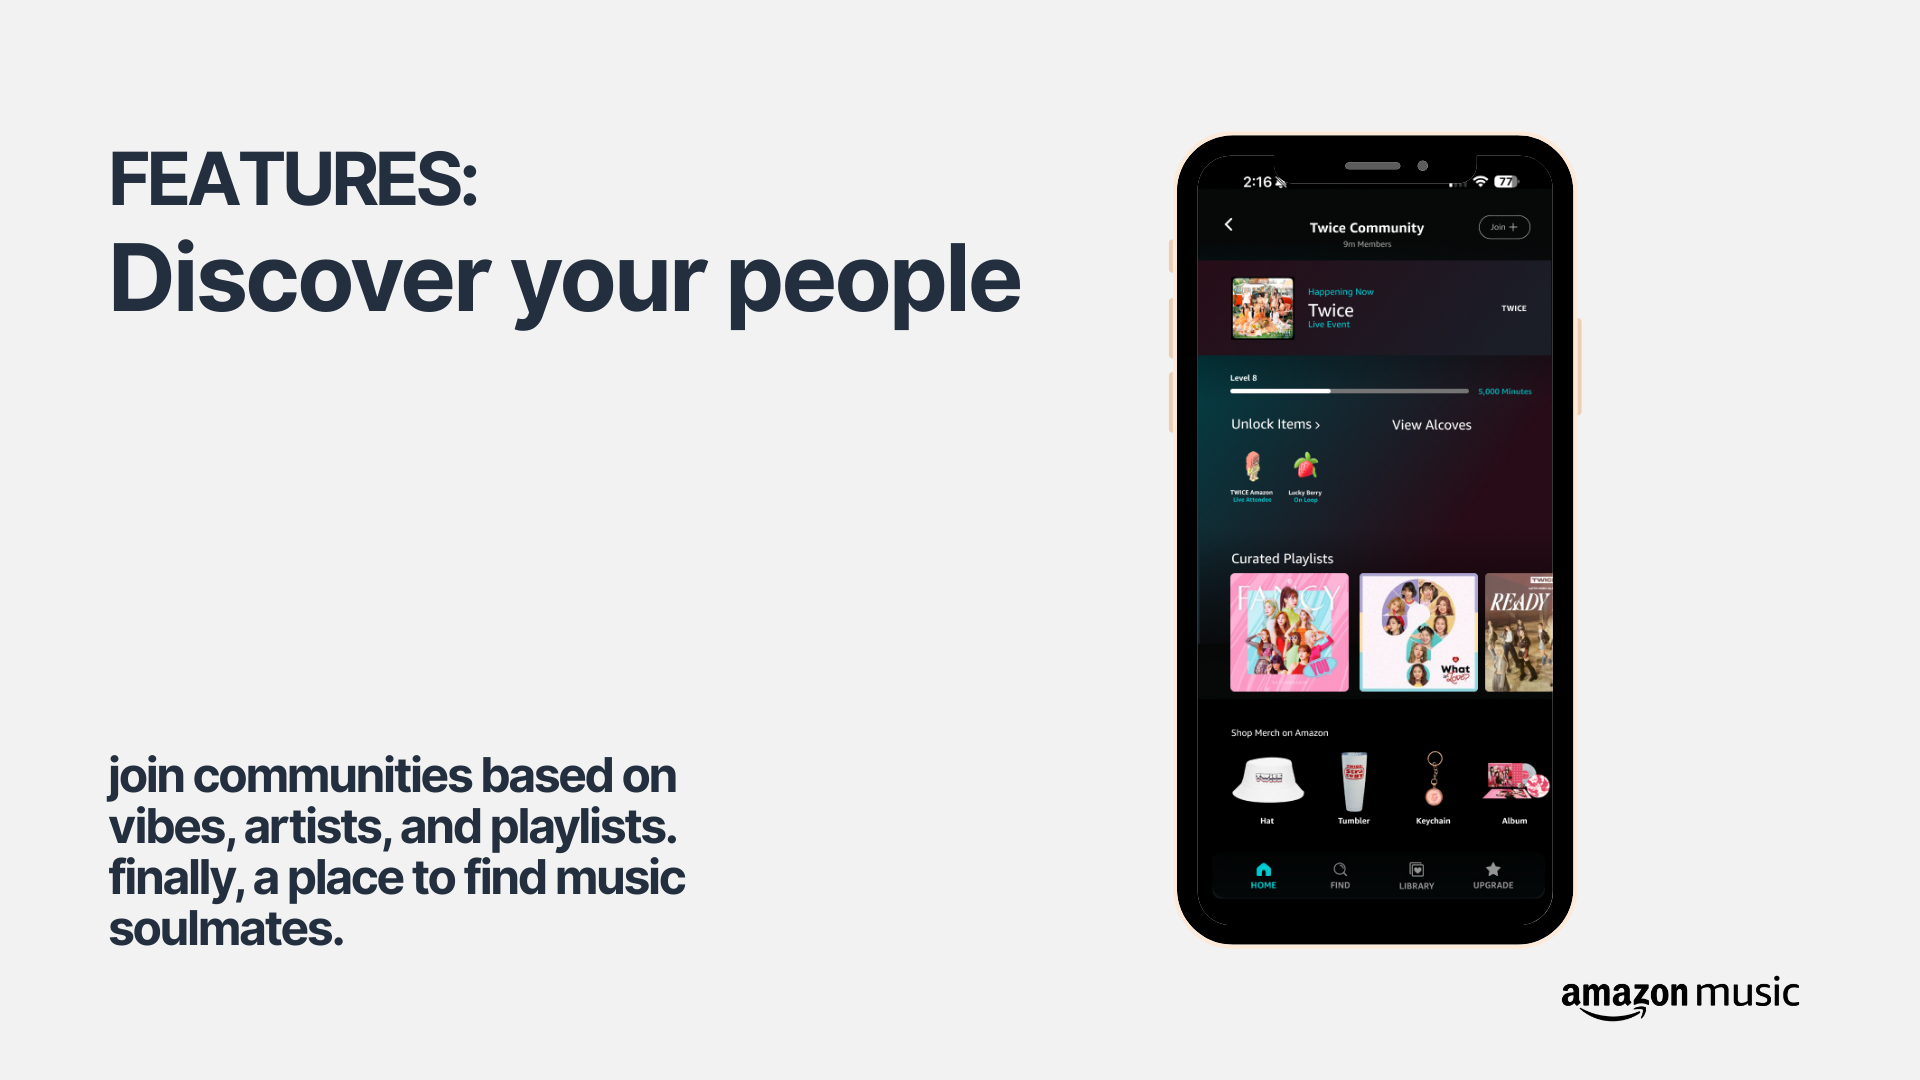 FEATURES:
Discover your people
join communities based on
vibes, artists, and playlists.
finally, a place to find music
soulmates.
2:16
77
Twice Community
9m Members
Join +
Happening Now
Twice
Live Event
TWICE
Level 8
5,000 Minutes
Unlock Items >
View Alcoves
TWICE Amazon
Live Attendee
Lucky Berry
On Loop
Curated Playlists
FANCY
YOU
What
is Love?
TWIC
READY
Shop Merch on Amazon
Hat
Tumbler
Keychain
Album
HOME
FIND
LIBRARY
UPGRADE
amazon music